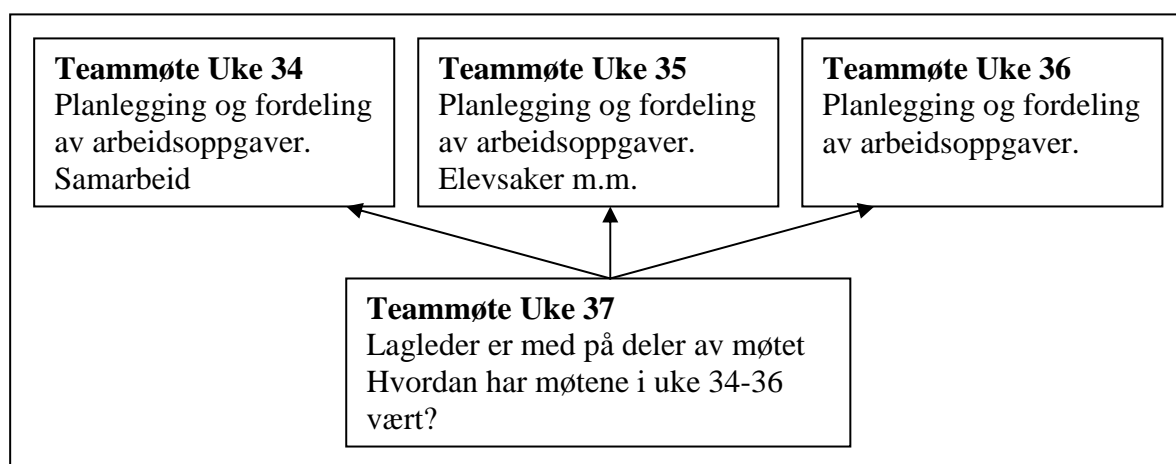 Teammøte Uke 34
Planlegging og fordeling
av arbeidsoppgaver.
Samarbeid
Teammøte Uke 35
Planlegging og fordeling
av arbeidsoppgaver.
Elevsaker m.m.
Teammøte Uke 36
Planlegging og fordeling
av arbeidsoppgaver.
Teammøte Uke 37
Lagleder er med på deler av møtet
Hvordan har møtene i uke 34-36
vært?